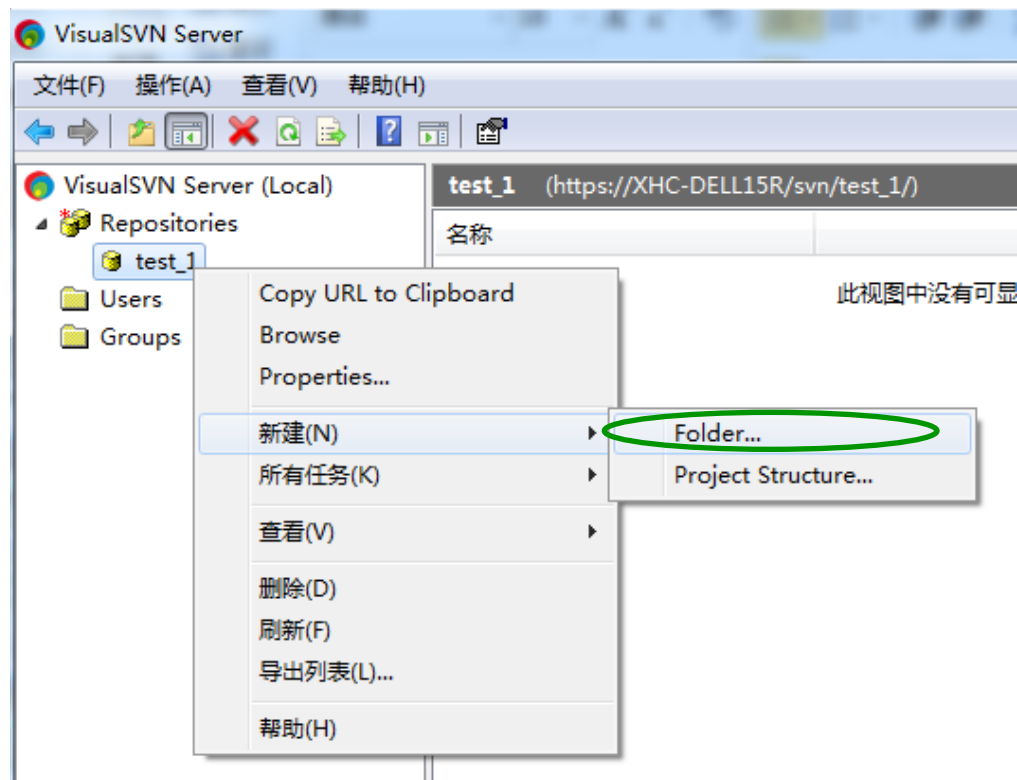 VisualSVN Server
文件(F) 操作(A) 查看(V) 帮助(H)
VisualSVN Server (Local)
test_1 (https://XHC-DELL15R/svn/test_1/)
Repositories
名称
test_1
Users
此视图中没有可显
Groups
Copy URL to Clipboard
Browse
Properties...
新建(N)
Folder...
所有任务(K)
Project Structure...
查看(V)
删除(D)
刷新(F)
导出列表(L)...
帮助(H)